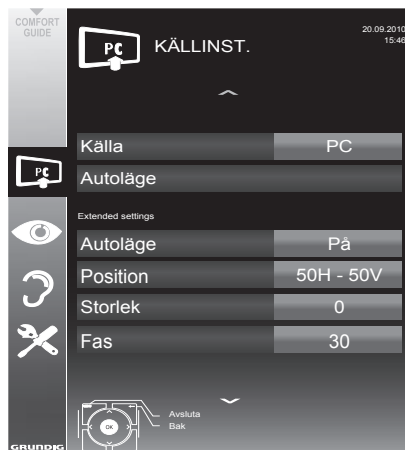 COMFORT
GUIDE
PC
KÄLLINST.
20.09.2010
15:46
PC
Källa PC
Autoläge
Extended settings
Autoläge På
Position 50H - 50V
Storlek 0
Fas 30
OK
Avsluta
Bak
GRUNDIG